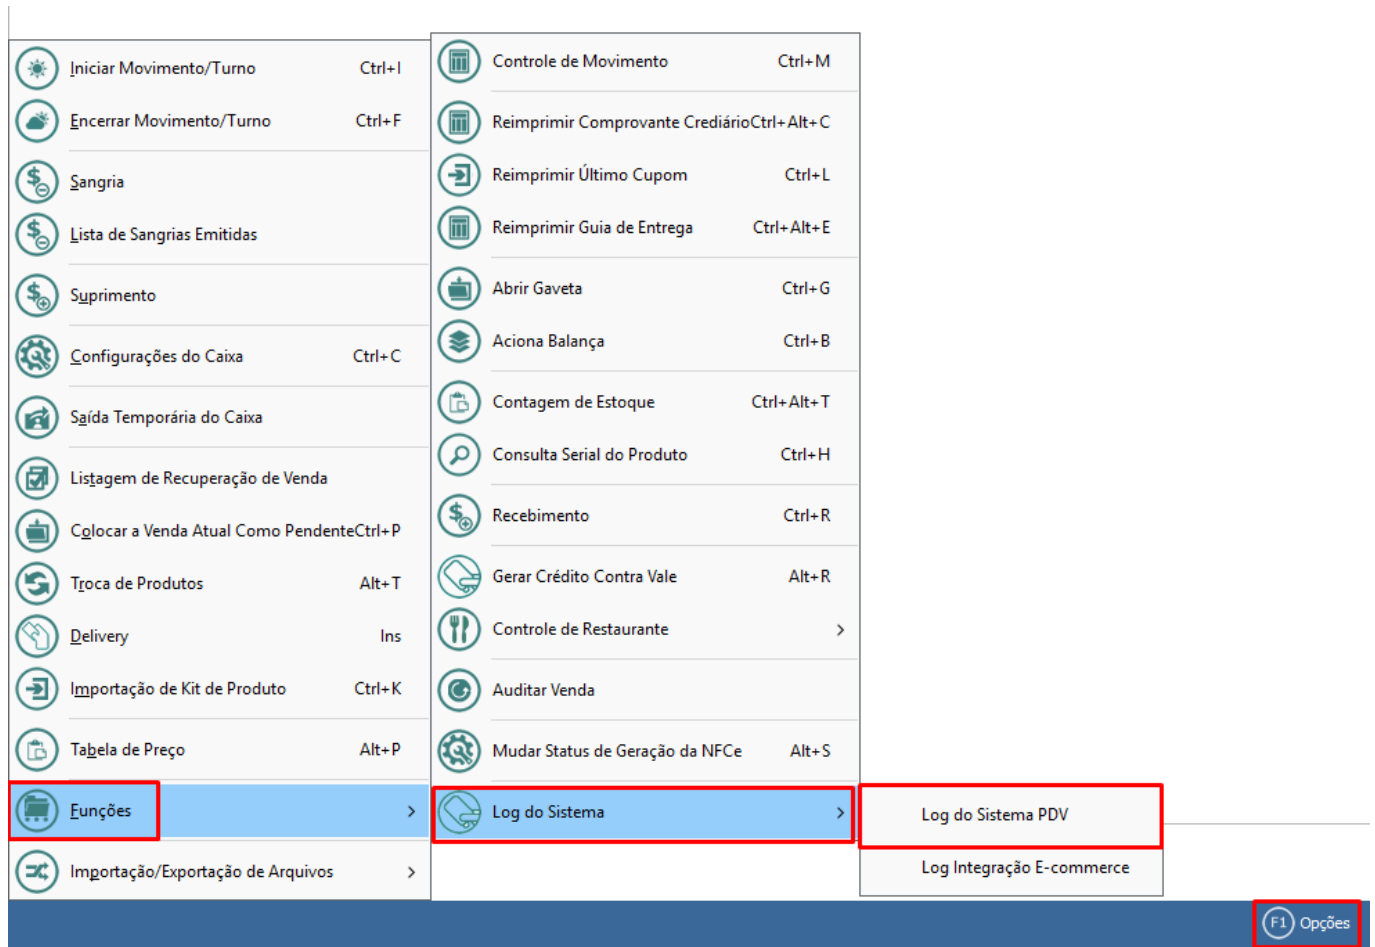 Iniciar Movimento/Turno Ctrl+I
Encerrar Movimento/Turno Ctrl+F
Sangria
Lista de Sangrias Emitidas
Suprimento
Configurações do Caixa Ctrl+C
Saída Temporária do Caixa
Listagem de Recuperação de Venda
Colocar a Venda Atual Como PendenteCtrl+P
Troca de Produtos Alt+T
Delivery Ins
Importação de Kit de Produto Ctrl+K
Tabela de Preço Alt+P
Funções >
Importação/Exportação de Arquivos >
Controle de Movimento Ctrl+M
Reimprimir Comprovante CrediárioCtrl+Alt+C
Reimprimir Último Cupom Ctrl+L
Reimprimir Guia de Entrega Ctrl+Alt+E
Abrir Gaveta Ctrl+G
Aciona Balança Ctrl+B
Contagem de Estoque Ctrl+Alt+T
Consulta Serial do Produto Ctrl+H
Recebimento Ctrl+R
Gerar Crédito Contra Vale Alt+R
Controle de Restaurante >
Auditar Venda
Mudar Status de Geração da NFCe Alt+S
Log do Sistema >
Log do Sistema PDV
Log Integração E-commerce
F1 Opções